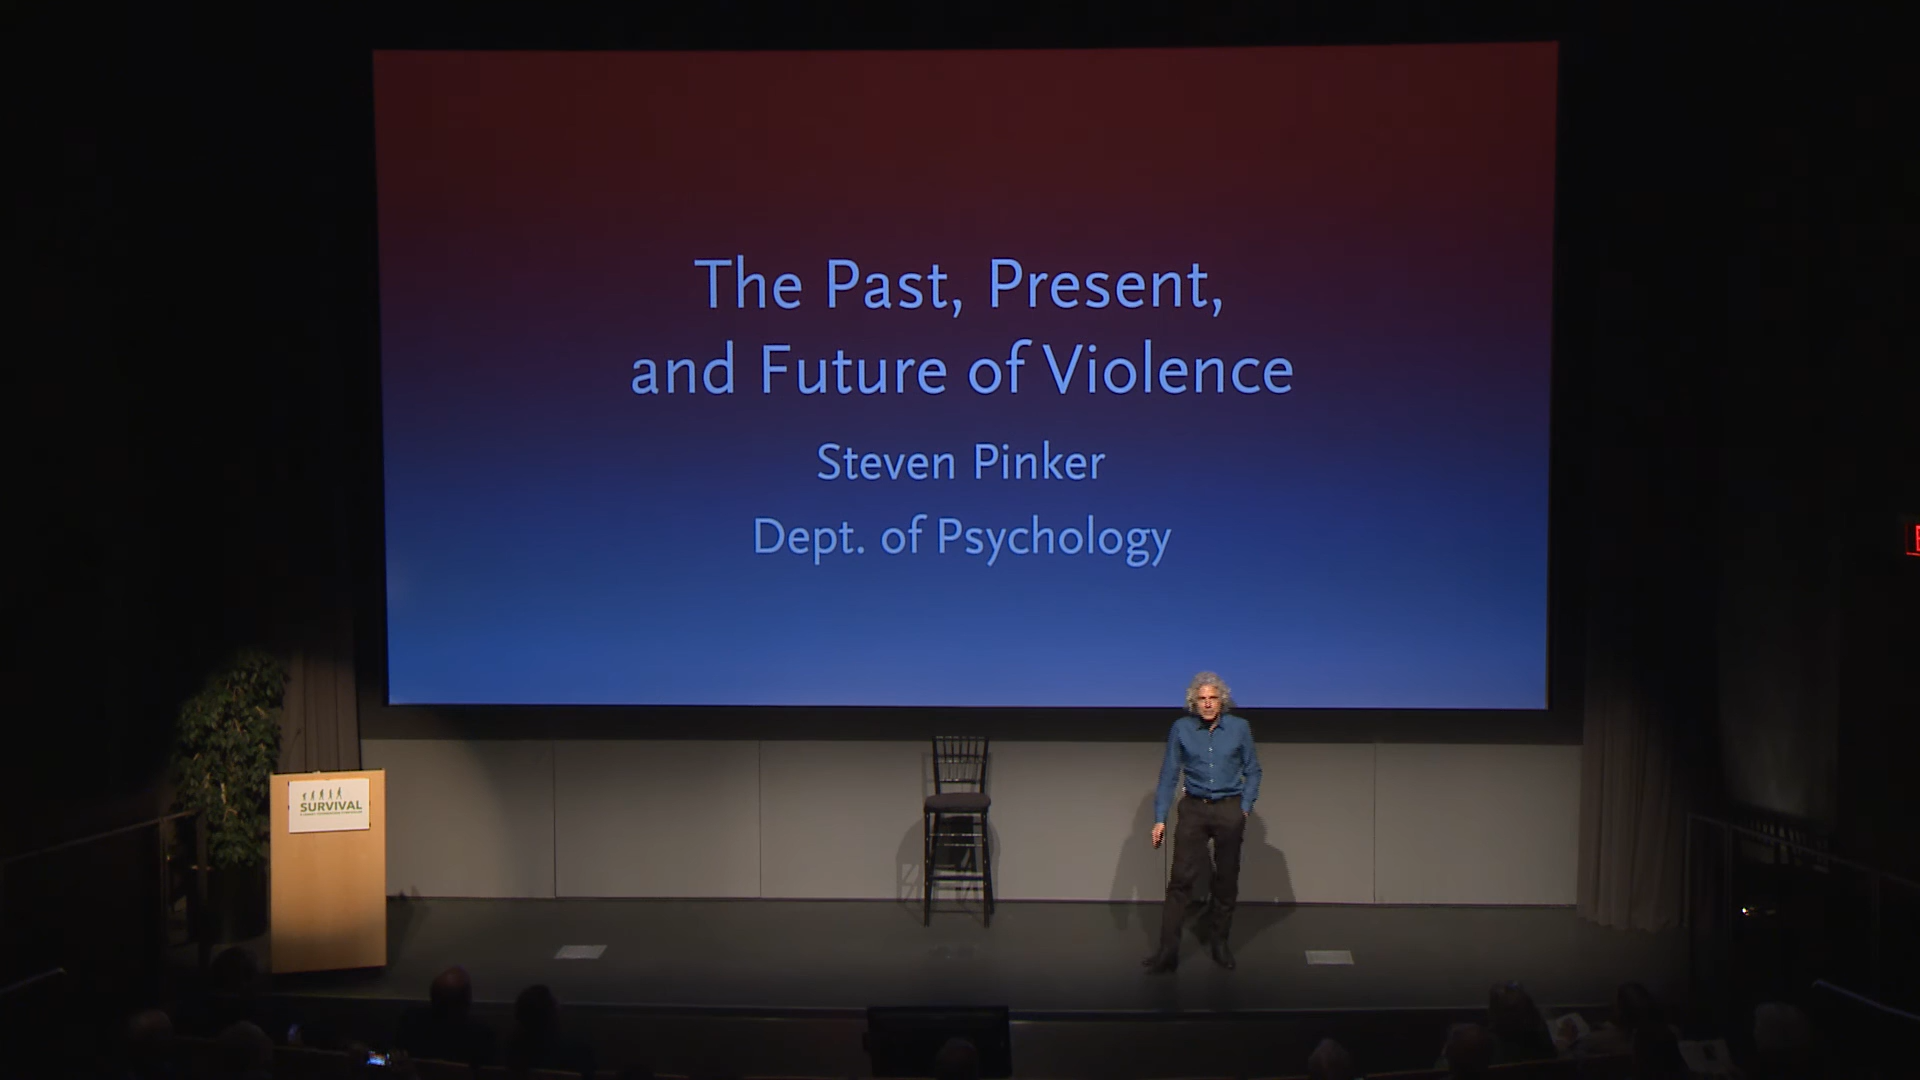 The Past, Present,
and Future of Violence
Steven Pinker
Dept. of Psychology
SURVIVAL